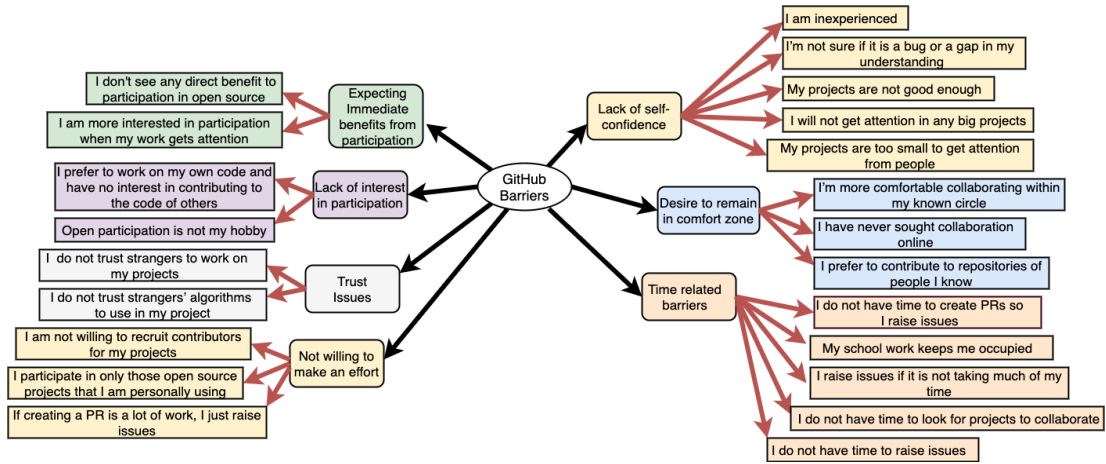 GitHub
Barriers
Expecting
Immediate
benefits from
participation
I don't see any direct benefit to
participation in open source
I am more interested in participation
when my work gets attention
Lack of interest
in participation
I prefer to work on my own code and
have no interest in contributing to
the code of others
Open participation is not my hobby
Trust
Issues
I do not trust strangers to work on
my projects
I do not trust strangers' algorithms
to use in my project
Not willing to
make an effort
I am not willing to recruit contributors
for my projects
I participate in only those open source
projects that I am personally using
If creating a PR is a lot of work, I just raise
issues
Lack of self-
confidence
I am inexperienced
I'm not sure if it is a bug or a gap in my
understanding
My projects are not good enough
I will not get attention in any big projects
My projects are too small to get attention
from people
Desire to remain
in comfort zone
I'm more comfortable collaborating within
my known circle
I have never sought collaboration
online
I prefer to contribute to repositories of
people I know
Time related
barriers
I do not have time to create PRs so
I raise issues
My school work keeps me occupied
I raise issues if it is not taking much of my
time
I do not have time to look for projects to collaborate
I do not have time to raise issues